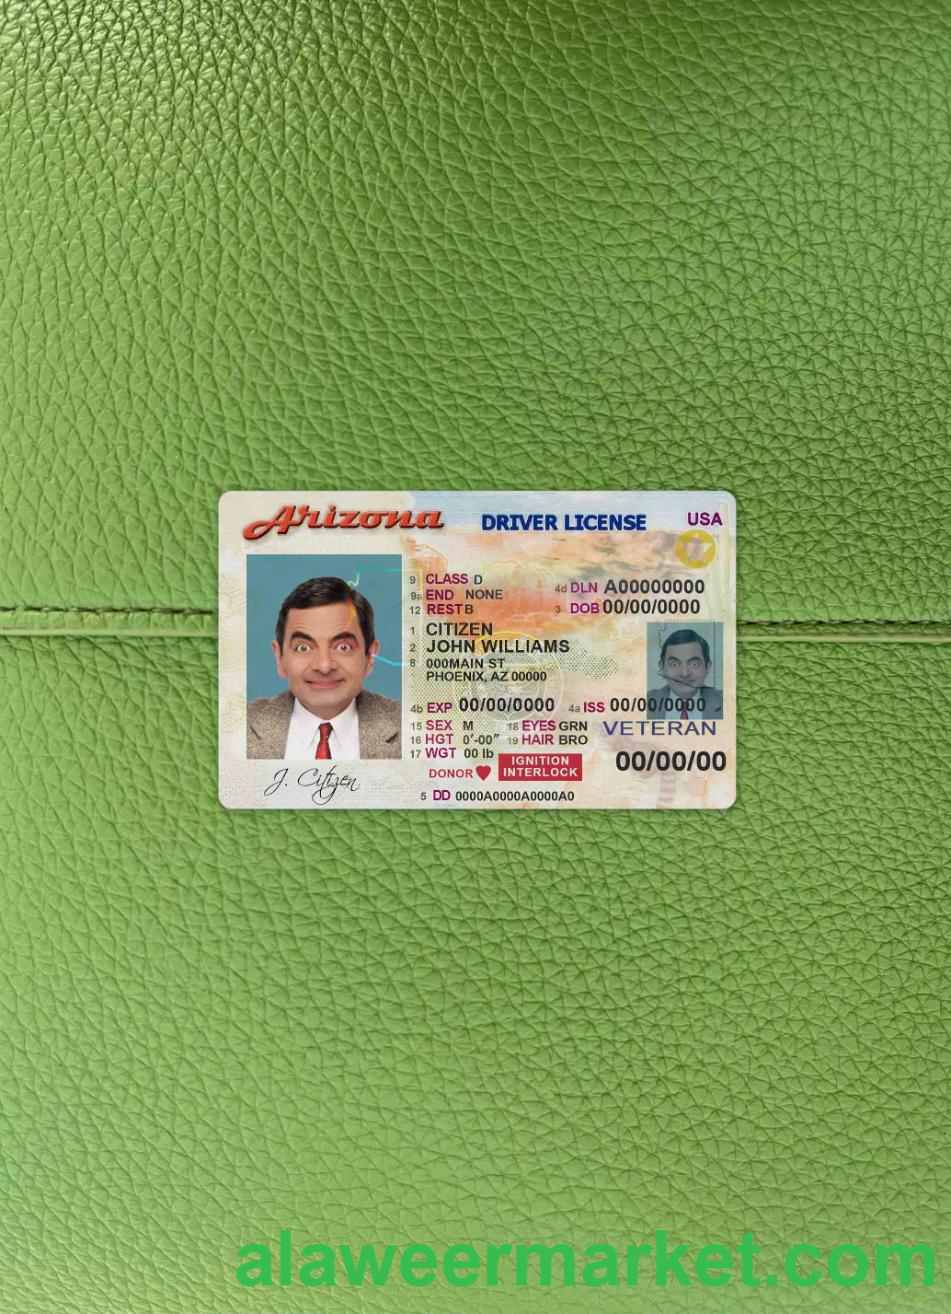 Arizona DRIVER LICENSE USA
9 CLASS D 4d DLN A00000000
9a END NONE 3 DOB 00/00/0000
12 REST B
1 CITIZEN
2 JOHN WILLIAMS
8 000MAIN ST
PHOENIX, AZ 00000
4b EXP 00/00/0000 4a ISS 00/00/0000
15 SEX M 18 EYES GRN VETERAN
16 HGT 0'-00" 19 HAIR BRO
17 WGT 00 lb 00/00/00
DONOR IGNITION INTERLOCK
J. Citizen
5 DD 0000A0000A0000A0
alaweermarket.com